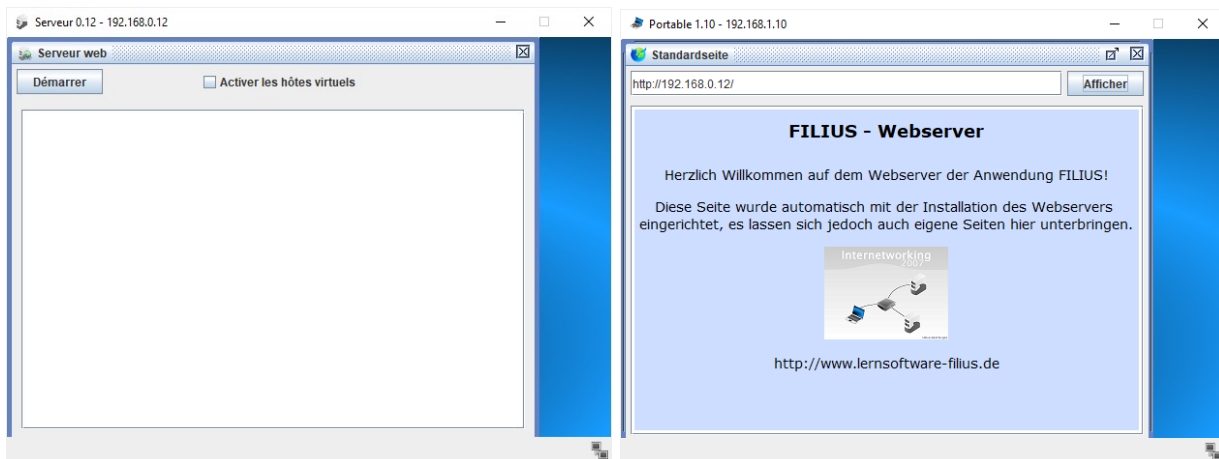 Serveur 0.12 - 192.168.0.12
Serveur web
Démarrer
Activer les hôtes virtuels
Portable 1.10 - 192.168.1.10
Standardseite
http://192.168.0.12/
Afficher
FILIUS - Webserver
Herzlich Willkommen auf dem Webserver der Anwendung FILIUS!
Diese Seite wurde automatisch mit der Installation des Webservers
eingerichtet, es lassen sich jedoch auch eigene Seiten hier unterbringen.
Internetworking
2007
http://www.lernsoftware-filius.de